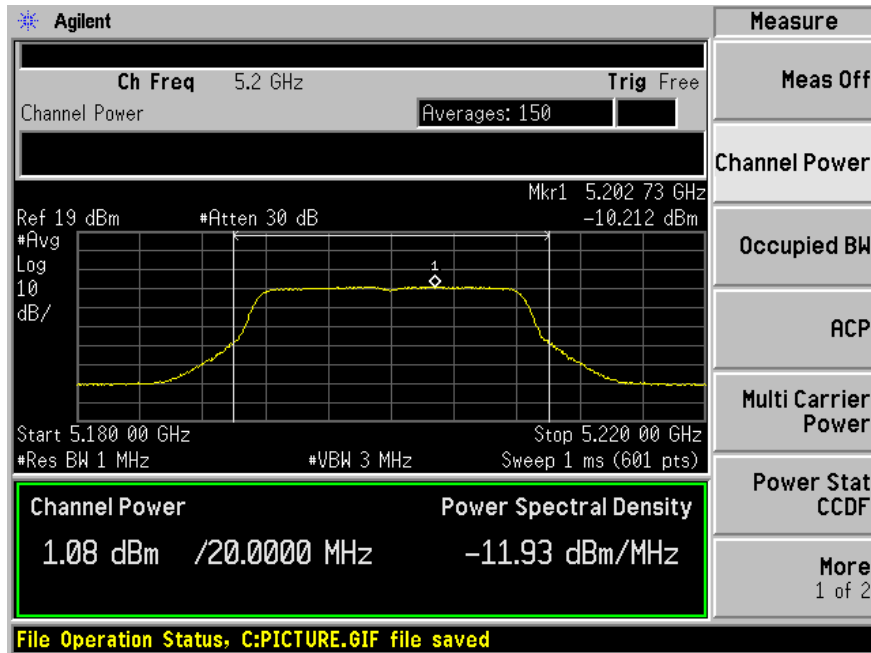 Agilent
Measure
Ch Freq 5.2 GHz Trig Free
Channel Power Averages: 150
Mkr1 5.202 73 GHz
Ref 19 dBm #Atten 30 dB -10.212 dBm
#Avg
Log
10
dB/
1
Start 5.180 00 GHz Stop 5.220 00 GHz
#Res BW 1 MHz #VBW 3 MHz Sweep 1 ms (601 pts)
Channel Power Power Spectral Density
1.08 dBm /20.0000 MHz -11.93 dBm/MHz
File Operation Status, C:PICTURE.GIF file saved
Meas Off
Channel Power
Occupied BW
ACP
Multi Carrier
Power
Power Stat
CCDF
More
1 of 2